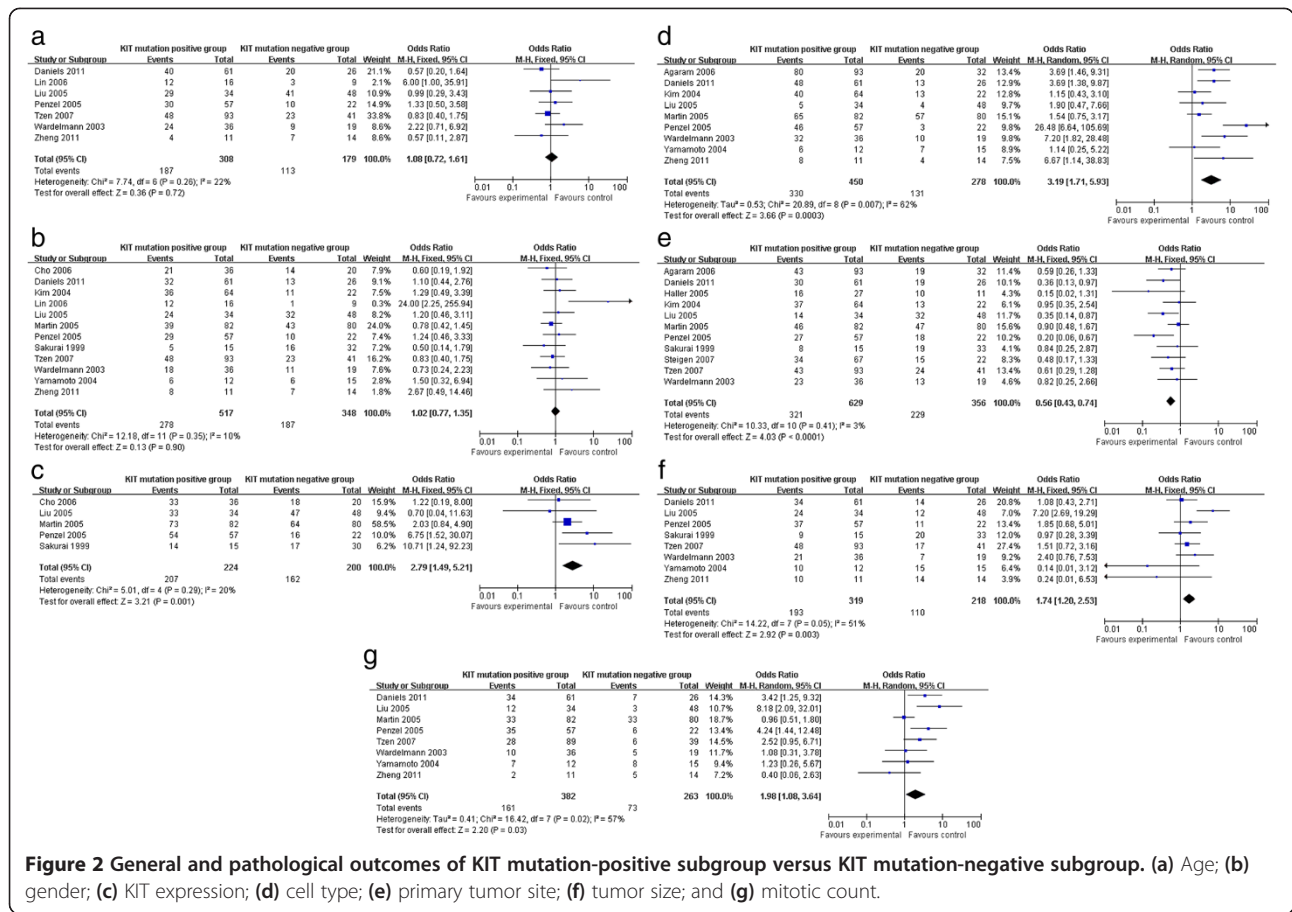 a
KIT mutation positive group KIT mutation negative group Odds Ratio Odds Ratio
Study or Subgroup Events Total Events Total Weight M-H, Fixed, 95% CI M-H, Fixed, 95% CI
Daniels 2011 40 61 20 26 21.1% 0.57 [0.20, 1.64]
Lin 2006 12 16 3 9 2.1% 6.00 [1.00, 35.91]
Liu 2005 29 34 41 48 13.4% 0.99 [0.29, 3.43]
Penzel 2005 30 57 10 22 14.9% 1.33 [0.50, 3.58]
Tzen 2007 48 93 23 41 33.8% 0.83 [0.40, 1.75]
Wardelmann 2003 24 36 9 19 8.6% 2.22 [0.71, 6.92]
Zheng 2011 4 11 7 14 6.1% 0.57 [0.11, 2.87]
Total (95% CI) 308 179 100.0% 1.08 [0.72, 1.61]
Total events 187 113
Heterogeneity: Chi² = 7.74, df = 6 (P = 0.26); I² = 22%
Test for overall effect: Z = 0.36 (P = 0.72)
0.01 0.1 1 10 100
Favours experimental Favours control
b
KIT mutation positive group KIT mutation negative group Odds Ratio Odds Ratio
Study or Subgroup Events Total Events Total Weight M-H, Fixed, 95% CI M-H, Fixed, 95% CI
Cho 2006 21 36 14 20 7.9% 0.60 [0.19, 1.92]
Daniels 2011 32 61 13 26 9.4% 1.10 [0.44, 2.76]
Kim 2004 36 64 11 22 7.6% 1.29 [0.49, 3.39]
Lin 2006 12 16 1 9 0.3% 24.00 [2.25, 255.94]
Liu 2005 24 34 32 48 8.2% 1.20 [0.46, 3.11]
Martin 2005 39 82 43 80 24.0% 0.78 [0.42, 1.45]
Penzel 2005 29 57 10 22 7.4% 1.24 [0.46, 3.33]
Sakurai 1999 5 15 16 32 7.2% 0.50 [0.14, 1.79]
Tzen 2007 48 93 23 41 16.2% 0.83 [0.40, 1.75]
Wardelmann 2003 18 36 11 19 7.6% 0.73 [0.24, 2.23]
Yamamoto 2004 6 12 6 15 2.8% 1.50 [0.32, 6.94]
Zheng 2011 8 11 7 14 1.7% 2.67 [0.49, 14.46]
Total (95% CI) 517 348 100.0% 1.02 [0.77, 1.35]
Total events 278 187
Heterogeneity: Chi² = 12.18, df = 11 (P = 0.35); I² = 10%
Test for overall effect: Z = 0.13 (P = 0.90)
0.01 0.1 1 10 100
Favours experimental Favours control
c
KIT mutation positive group KIT mutation negative group Odds Ratio Odds Ratio
Study or Subgroup Events Total Events Total Weight M-H, Fixed, 95% CI M-H, Fixed, 95% CI
Cho 2006 33 36 18 20 15.9% 1.22 [0.19, 8.00]
Liu 2005 33 34 47 48 9.4% 0.70 [0.04, 11.63]
Martin 2005 73 82 64 80 58.5% 2.03 [0.84, 4.90]
Penzel 2005 54 57 16 22 10.0% 6.75 [1.52, 30.07]
Sakurai 1999 14 15 17 30 6.2% 10.71 [1.24, 92.23]
Total (95% CI) 224 200 100.0% 2.79 [1.49, 5.21]
Total events 207 162
Heterogeneity: Chi² = 5.01, df = 4 (P = 0.29); I² = 20%
Test for overall effect: Z = 3.21 (P = 0.001)
0.01 0.1 1 10 100
Favours experimental Favours control
d
KIT mutation positive group KIT mutation negative group Odds Ratio Odds Ratio
Study or Subgroup Events Total Events Total Weight M-H, Random, 95% CI M-H, Random, 95% CI
Agaram 2006 80 93 20 32 13.4% 3.69 [1.46, 9.31]
Daniels 2011 48 61 13 26 12.9% 3.69 [1.38, 9.87]
Kim 2004 40 64 13 22 12.8% 1.15 [0.43, 3.10]
Liu 2005 5 34 4 48 9.8% 1.90 [0.47, 7.66]
Martin 2005 65 82 57 80 15.8% 1.54 [0.75, 3.17]
Penzel 2005 46 57 3 22 9.9% 26.48 [6.64, 105.69]
Wardelmann 2003 32 36 10 19 9.8% 7.20 [1.82, 28.48]
Yamamoto 2004 6 12 7 15 8.6% 1.14 [0.25, 5.22]
Zheng 2011 8 11 4 14 7.1% 6.67 [1.14, 38.83]
Total (95% CI) 450 278 100.0% 3.19 [1.71, 5.93]
Total events 330 131
Heterogeneity: Tau² = 0.53; Chi² = 20.89, df = 8 (P = 0.007); I² = 62%
Test for overall effect: Z = 3.66 (P = 0.0003)
0.01 0.1 1 10 100
Favours experimental Favours control
e
KIT mutation positive group KIT mutation negative group Odds Ratio Odds Ratio
Study or Subgroup Events Total Events Total Weight M-H, Fixed, 95% CI M-H, Fixed, 95% CI
Agaram 2006 43 93 19 32 11.4% 0.59 [0.26, 1.33]
Daniels 2011 30 61 19 26 10.6% 0.36 [0.13, 0.97]
Haller 2005 16 27 10 11 4.3% 0.15 [0.02, 1.31]
Kim 2004 37 64 13 22 6.3% 0.95 [0.35, 2.54]
Liu 2005 14 34 32 48 11.7% 0.35 [0.14, 0.87]
Martin 2005 46 82 47 80 15.7% 0.90 [0.48, 1.67]
Penzel 2005 27 57 18 22 10.2% 0.20 [0.06, 0.67]
Sakurai 1999 8 15 19 33 4.2% 0.84 [0.25, 2.87]
Steigen 2007 34 67 15 22 8.3% 0.48 [0.17, 1.33]
Tzen 2007 43 93 24 41 13.4% 0.61 [0.29, 1.28]
Wardelmann 2003 23 36 13 19 4.6% 0.82 [0.25, 2.66]
Total (95% CI) 629 356 100.0% 0.56 [0.43, 0.74]
Total events 321 229
Heterogeneity: Chi² = 10.33, df = 10 (P = 0.41); I² = 3%
Test for overall effect: Z = 4.03 (P < 0.0001)
0.01 0.1 1 10 100
Favours experimental Favours control
f
KIT mutation positive group KIT mutation negative group Odds Ratio Odds Ratio
Study or Subgroup Events Total Events Total Weight M-H, Fixed, 95% CI M-H, Fixed, 95% CI
Daniels 2011 34 61 14 26 20.8% 1.08 [0.43, 2.71]
Liu 2005 24 34 12 48 7.0% 7.20 [2.69, 19.29]
Penzel 2005 37 57 11 22 13.4% 1.85 [0.68, 5.01]
Sakurai 1999 9 15 20 33 12.2% 0.97 [0.28, 3.39]
Tzen 2007 48 93 17 41 27.3% 1.51 [0.72, 3.16]
Wardelmann 2003 21 36 7 19 9.0% 2.40 [0.76, 7.53]
Yamamoto 2004 10 12 15 15 6.4% 0.14 [0.01, 3.12]
Zheng 2011 10 11 14 14 3.9% 0.24 [0.01, 6.53]
Total (95% CI) 319 218 100.0% 1.74 [1.20, 2.53]
Total events 193 110
Heterogeneity: Chi² = 14.22, df = 7 (P = 0.05); I² = 51%
Test for overall effect: Z = 2.92 (P = 0.003)
0.01 0.1 1 10 100
Favours experimental Favours control
g
KIT mutation positive group KIT mutation negative group Odds Ratio Odds Ratio
Study or Subgroup Events Total Events Total Weight M-H, Random, 95% CI M-H, Random, 95% CI
Daniels 2011 34 61 7 26 14.3% 3.42 [1.25, 9.32]
Liu 2005 12 34 3 48 10.7% 8.18 [2.09, 32.01]
Martin 2005 33 82 33 80 18.7% 0.96 [0.51, 1.80]
Penzel 2005 35 57 6 22 13.4% 4.24 [1.44, 12.48]
Tzen 2007 28 89 6 39 14.5% 2.52 [0.95, 6.71]
Wardelmann 2003 10 36 5 19 11.7% 1.08 [0.31, 3.78]
Yamamoto 2004 7 12 8 15 9.4% 1.23 [0.26, 5.67]
Zheng 2011 2 11 5 14 7.2% 0.40 [0.06, 2.63]
Total (95% CI) 382 263 100.0% 1.98 [1.08, 3.64]
Total events 161 73
Heterogeneity: Tau² = 0.41; Chi² = 16.42, df = 7 (P = 0.02); I² = 57%
Test for overall effect: Z = 2.20 (P = 0.03)
0.01 0.1 1 10 100
Favours experimental Favours control
Figure 2 General and pathological outcomes of KIT mutation-positive subgroup versus KIT mutation-negative subgroup. (a) Age; (b)
gender; (c) KIT expression; (d) cell type; (e) primary tumor site; (f) tumor size; and (g) mitotic count.